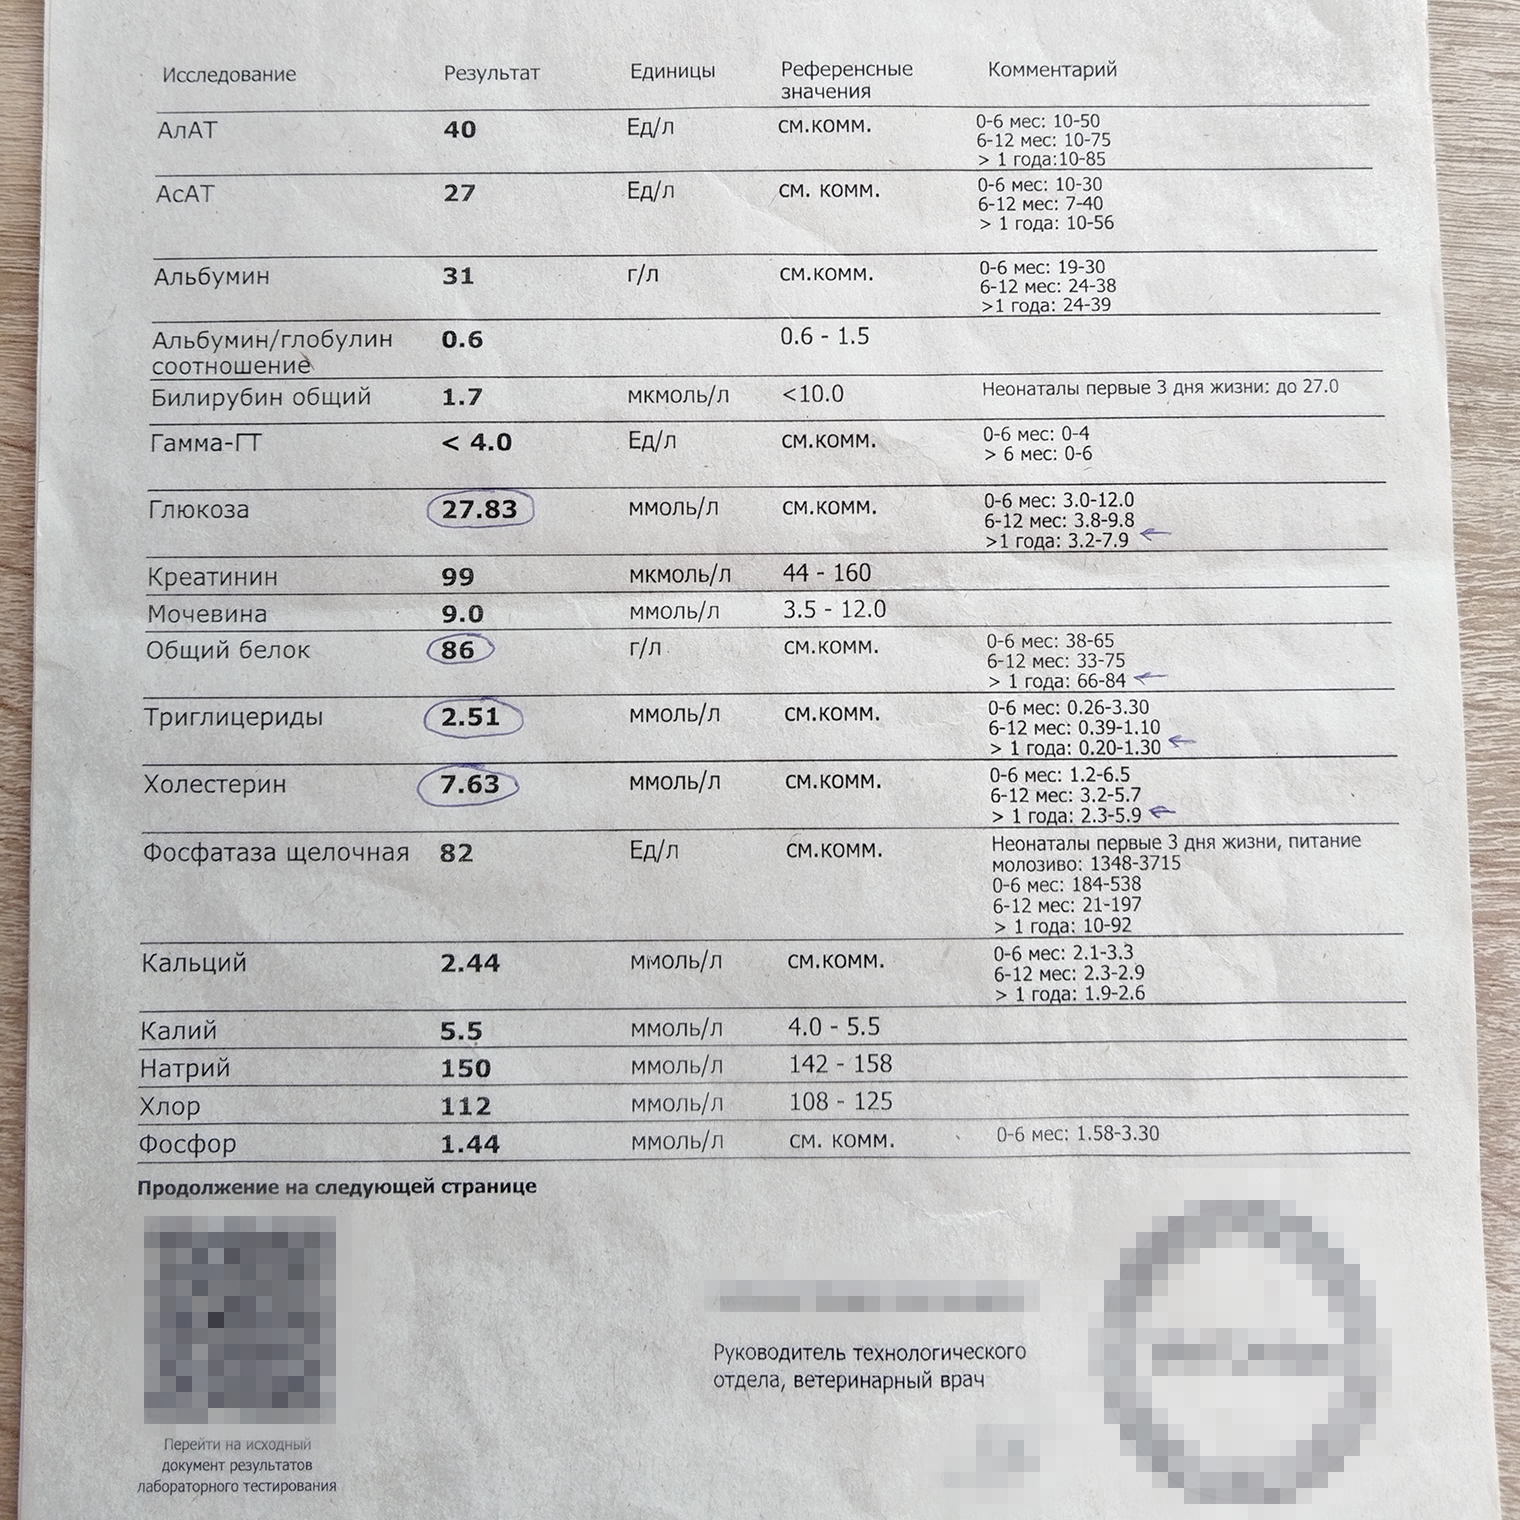 Исследование Результат Единицы Референсные значения Комментарий
АлАТ 40 Ед/л см.комм. 0-6 мес: 10-50
6-12 мес: 10-75
> 1 года:10-85
АсАТ 27 Ед/л см. комм. 0-6 мес: 10-30
6-12 мес: 7-40
> 1 года: 10-56
Альбумин 31 г/л см.комм. 0-6 мес: 19-30
6-12 мес: 24-38
>1 года: 24-39
Альбумин/глобулин 0.6 0.6 - 1.5
соотношение
Билирубин общий 1.7 мкмоль/л <10.0 Неонаталы первые 3 дня жизни: до 27.0
Гамма-ГТ < 4.0 Ед/л см.комм. 0-6 мес: 0-4
> 6 мес: 0-6
Глюкоза 27.83 ммоль/л см.комм. 0-6 мес: 3.0-12.0
6-12 мес: 3.8-9.8
>1 года: 3.2-7.9
Креатинин 99 мкмоль/л 44 - 160
Мочевина 9.0 ммоль/л 3.5 - 12.0
Общий белок 86 г/л см.комм. 0-6 мес: 38-65
6-12 мес: 33-75
> 1 года: 66-84
Триглицериды 2.51 ммоль/л см.комм. 0-6 мес: 0.26-3.30
6-12 мес: 0.39-1.10
> 1 года: 0.20-1.30
Холестерин 7.63 ммоль/л см.комм. 0-6 мес: 1.2-6.5
6-12 мес: 3.2-5.7
> 1 года: 2.3-5.9
Фосфатаза щелочная 82 Ед/л см.комм. Неонаталы первые 3 дня жизни, питание
молозиво: 1348-3715
0-6 мес: 184-538
6-12 мес: 21-197
> 1 года: 10-92
Кальций 2.44 ммоль/л см.комм. 0-6 мес: 2.1-3.3
6-12 мес: 2.3-2.9
> 1 года: 1.9-2.6
Калий 5.5 ммоль/л 4.0 - 5.5
Натрий 150 ммоль/л 142 - 158
Хлор 112 ммоль/л 108 - 125
Фосфор 1.44 ммоль/л см. комм. 0-6 мес: 1.58-3.30
Продолжение на следующей странице
Руководитель технологического
отдела, ветеринарный врач
Перейти на исходный
документ результатов
лабораторного тестирования